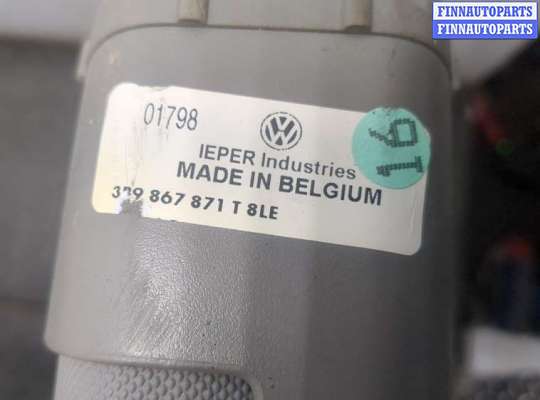 FINNAUTOPARTS
FINNAUTOPARTS
01798
16
IEPER Industries
MADE IN BELGIUM
867 871 T 8LE